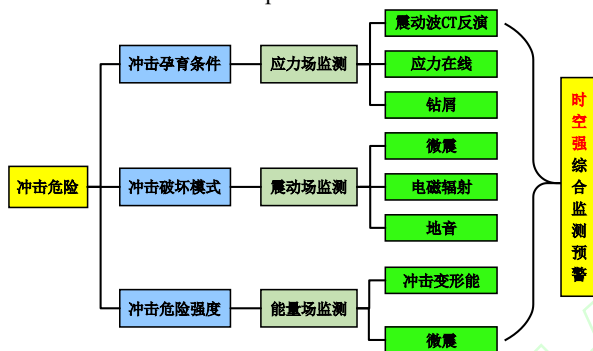 冲击危险
冲击孕育条件
应力场监测
震动波CT反演
应力在线
钻屑
冲击破坏模式
震动场监测
微震
电磁辐射
地音
冲击危险强度
能量场监测
冲击变形能
微震
时空强综合监测预警